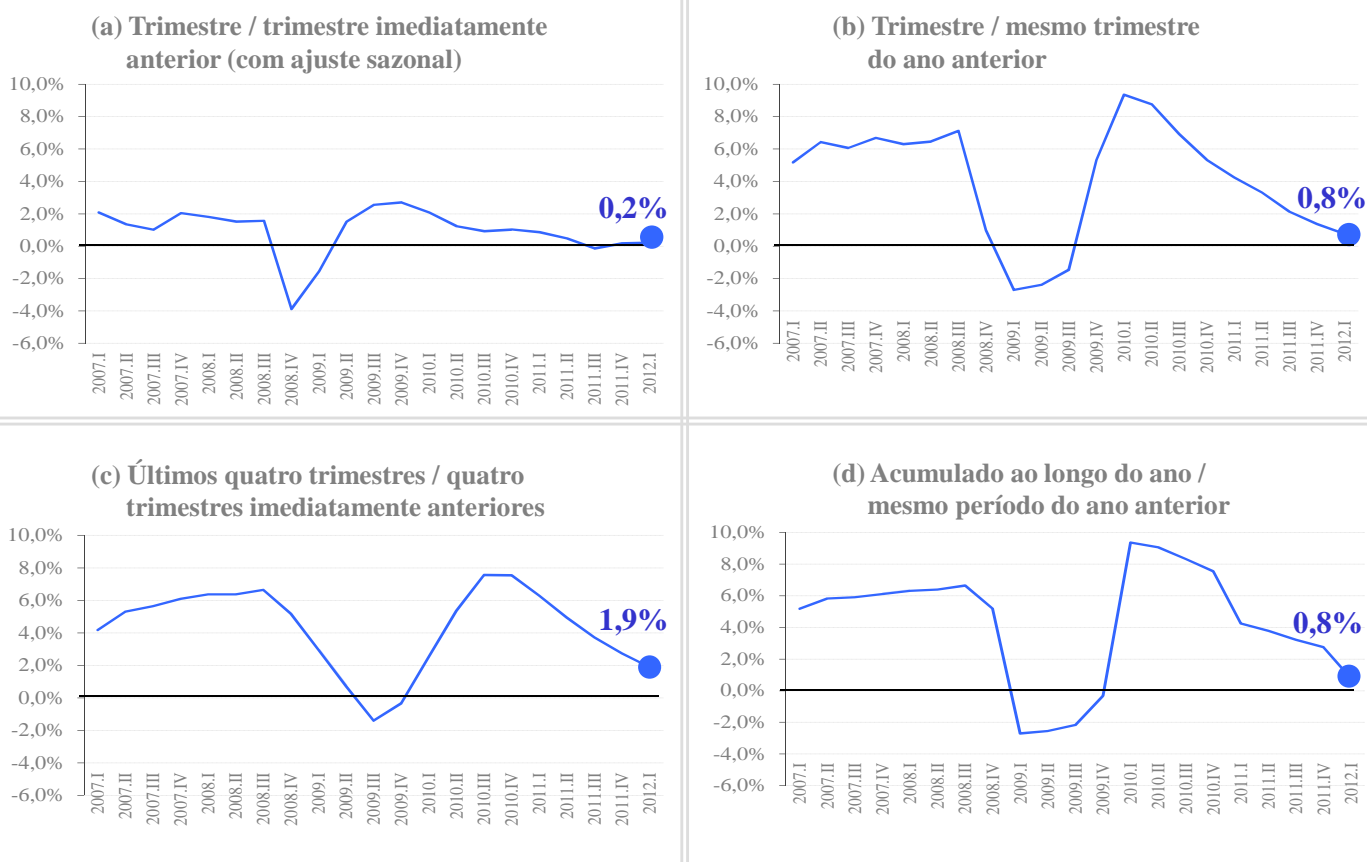 (a) Trimestre / trimestre imediatamente
anterior (com ajuste sazonal)
10,0%
8,0%
6,0%
4,0%
2,0%
0,0%
-2,0%
-4,0%
-6,0%
0,2%
2007.I
2007.II
2007.III
2007.IV
2008.I
2008.II
2008.III
2008.IV
2009.I
2009.II
2009.III
2009.IV
2010.I
2010.II
2010.III
2010.IV
2011.I
2011.II
2011.III
2011.IV
2012.I
(b) Trimestre / mesmo trimestre
do ano anterior
10,0%
8,0%
6,0%
4,0%
2,0%
0,0%
-2,0%
-4,0%
-6,0%
0,8%
2007.I
2007.II
2007.III
2007.IV
2008.I
2008.II
2008.III
2008.IV
2009.I
2009.II
2009.III
2009.IV
2010.I
2010.II
2010.III
2010.IV
2011.I
2011.II
2011.III
2011.IV
2012.I
(c) Últimos quatro trimestres / quatro
trimestres imediatamente anteriores
10,0%
8,0%
6,0%
4,0%
2,0%
0,0%
-2,0%
-4,0%
-6,0%
1,9%
2007.I
2007.II
2007.III
2007.IV
2008.I
2008.II
2008.III
2008.IV
2009.I
2009.II
2009.III
2009.IV
2010.I
2010.II
2010.III
2010.IV
2011.I
2011.II
2011.III
2011.IV
2012.I
(d) Acumulado ao longo do ano /
mesmo período do ano anterior
10,0%
8,0%
6,0%
4,0%
2,0%
0,0%
-2,0%
-4,0%
-6,0%
0,8%
2007.I
2007.II
2007.III
2007.IV
2008.I
2008.II
2008.III
2008.IV
2009.I
2009.II
2009.III
2009.IV
2010.I
2010.II
2010.III
2010.IV
2011.I
2011.II
2011.III
2011.IV
2012.I